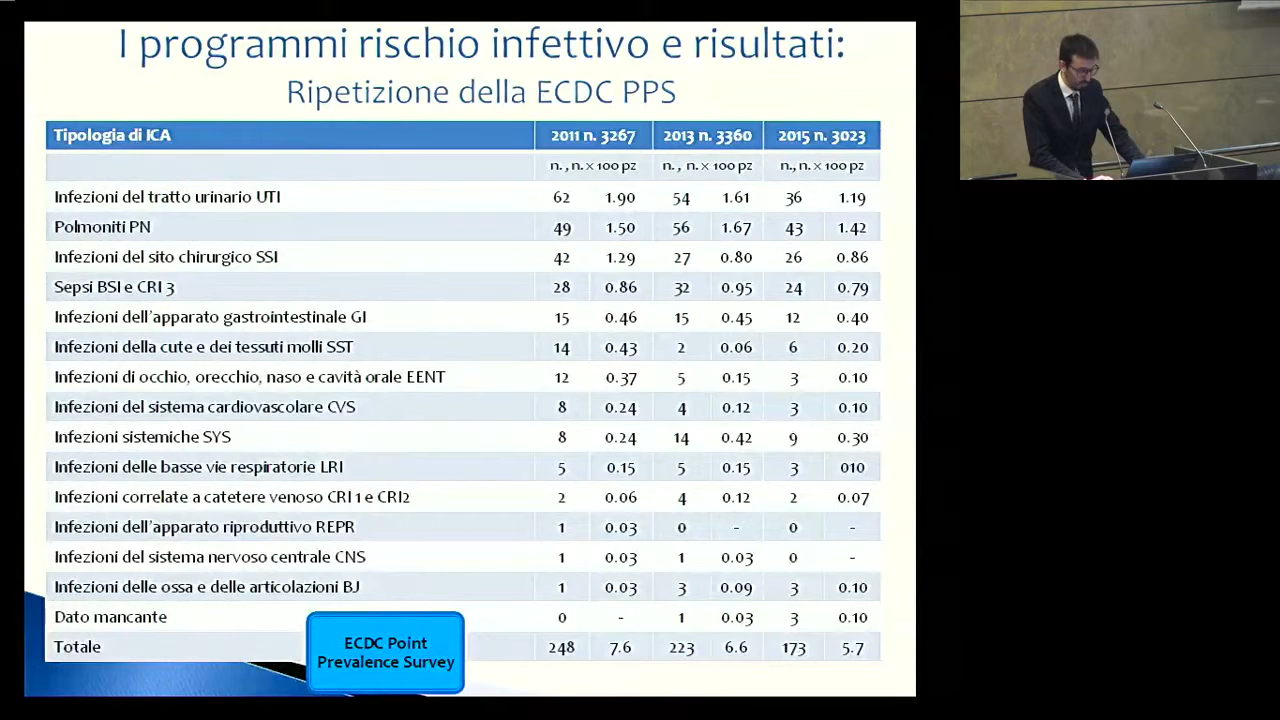 I programmi rischio infettivo e risultati:
Ripetizione della ECDC PPS
Tipologia di ICA 2011 n. 3267 2013 n. 3360 2015 n. 3023
n. , n. x 100 pz n. , n. x 100 pz n., n. x 100 pz
Infezioni del tratto urinario UTI 62 1.90 54 1.61 36 1.19
Polmoniti PN 49 1.50 56 1.67 43 1.42
Infezioni del sito chirurgico SSI 42 1.29 27 0.80 26 0.86
Sepsi BSI e CRI 3 28 0.86 32 0.95 24 0.79
Infezioni dell'apparato gastrointestinale GI 15 0.46 15 0.45 12 0.40
Infezioni della cute e dei tessuti molli SST 14 0.43 2 0.06 6 0.20
Infezioni di occhio, orecchio, naso e cavità orale EENT 12 0.37 5 0.15 3 0.10
Infezioni del sistema cardiovascolare CVS 8 0.24 4 0.12 3 0.10
Infezioni sistemiche SYS 8 0.24 14 0.42 9 0.30
Infezioni delle basse vie respiratorie LRI 5 0.15 5 0.15 3 010
Infezioni correlate a catetere venoso CRI 1 e CRI2 2 0.06 4 0.12 2 0.07
Infezioni dell'apparato riproduttivo REPR 1 0.03 0 - 0 -
Infezioni del sistema nervoso centrale CNS 1 0.03 1 0.03 0 -
Infezioni delle ossa e delle articolazioni BJ 1 0.03 3 0.09 3 0.10
Dato mancante 0 - 1 0.03 3 0.10
Totale 248 7.6 223 6.6 173 5.7
ECDC Point
Prevalence Survey